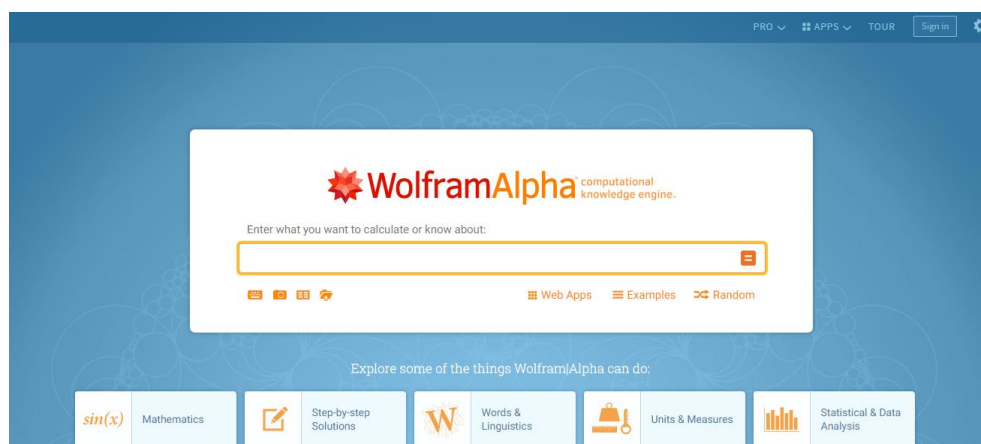 PRO APPS TOUR Sign in
WolframAlpha computational
knowledge engine.
Enter what you want to calculate or know about:
=
Web Apps Examples Random
Explore some of the things Wolfram|Alpha can do:
sin(x) Mathematics
Step-by-step
Solutions
W Words &
Linguistics
Units & Measures
Statistical & Data
Analysis